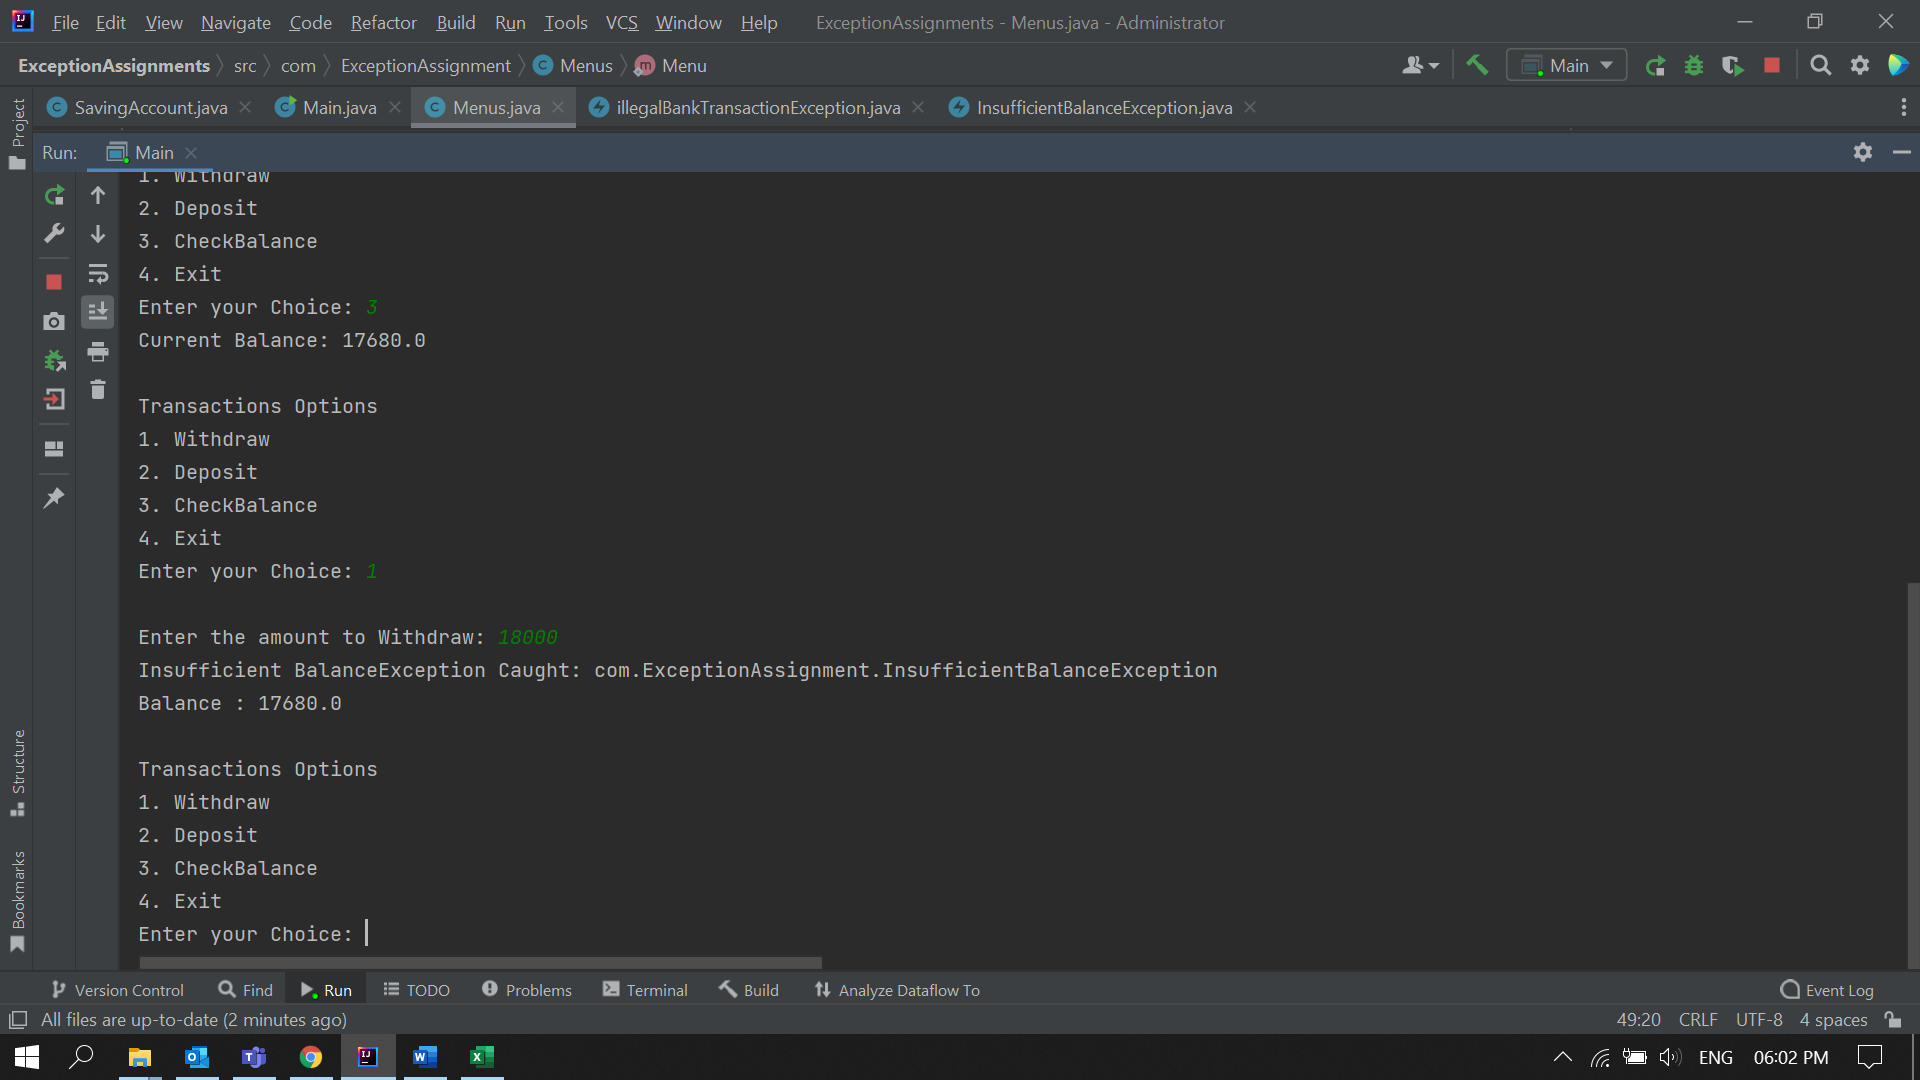 File Edit View Navigate Code Refactor Build Run Tools VCS Window Help ExceptionAssignments - Menus.java - Administrator
ExceptionAssignments src com ExceptionAssignment Menus Menu Main
SavingAccount.java Main.java Menus.java illegalBankTransactionException.java InsufficientBalanceException.java
Project
Run: Main
1. Withdraw
2. Deposit
3. CheckBalance
4. Exit
Enter your Choice: 3
Current Balance: 17680.0
Transactions Options
1. Withdraw
2. Deposit
3. CheckBalance
4. Exit
Enter your Choice: 1
Enter the amount to Withdraw: 18000
Insufficient BalanceException Caught: com.ExceptionAssignment.InsufficientBalanceException
Balance : 17680.0
Transactions Options
1. Withdraw
2. Deposit
3. CheckBalance
4. Exit
Enter your Choice:
Structure
Bookmarks
Version Control Find Run TODO Problems Terminal Build Analyze Dataflow To Event Log
All files are up-to-date (2 minutes ago) 49:20 CRLF UTF-8 4 spaces
ENG 06:02 PM